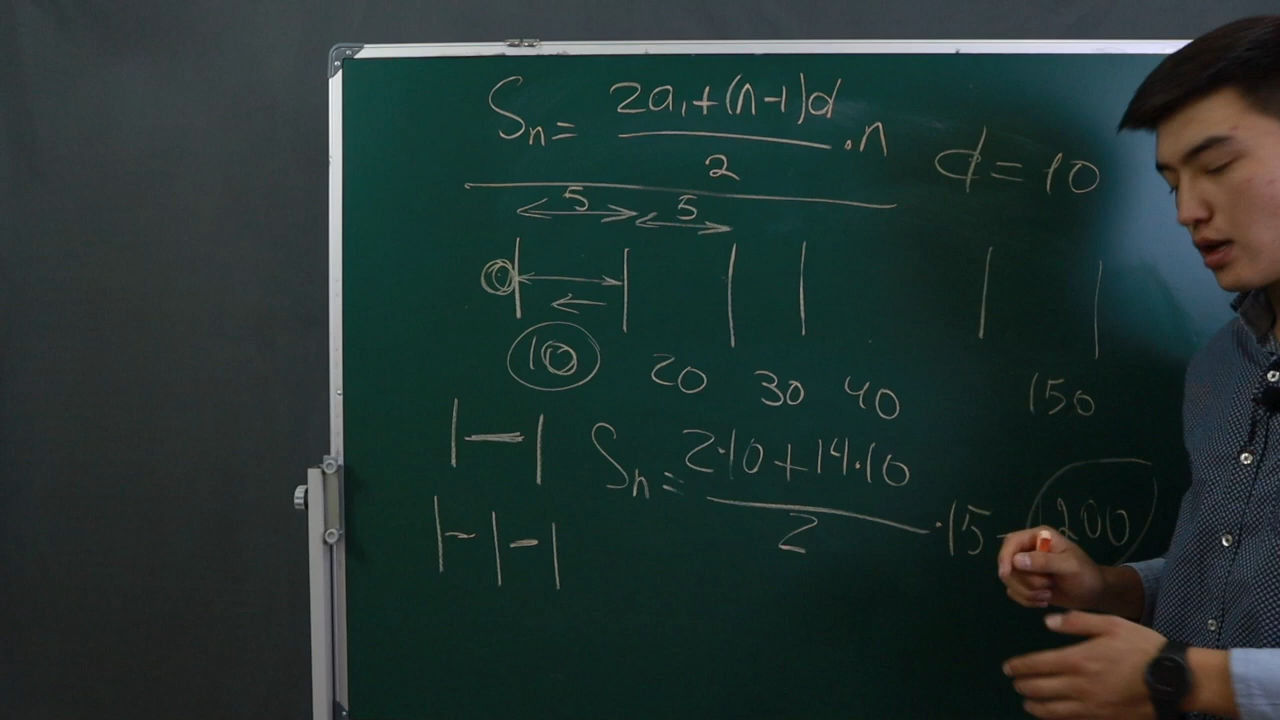 Sn = (2a₁+(n-1)d)/2 · n
d = 10
5 5
0
10 20 30 40 150
Sn = (2·10+14·10)/2 · 15 = 200